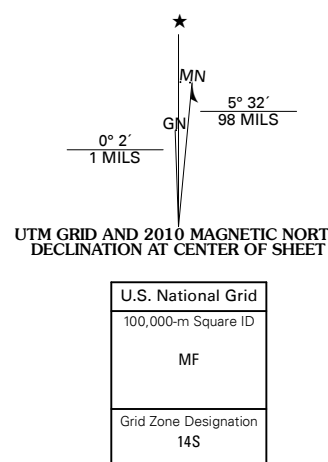 ★
MN
5° 32´
98 MILS
GN
0° 2´
1 MILS
UTM GRID AND 2010 MAGNETIC NORT
DECLINATION AT CENTER OF SHEET
U.S. National Grid
100,000-m Square ID
MF
Grid Zone Designation
14S